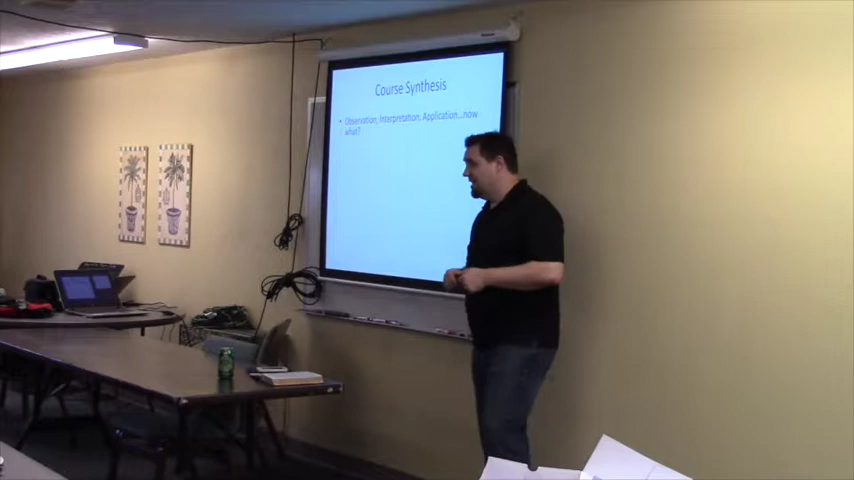 Course Synthesis
• Observation, Interpretation, Application...now
what?